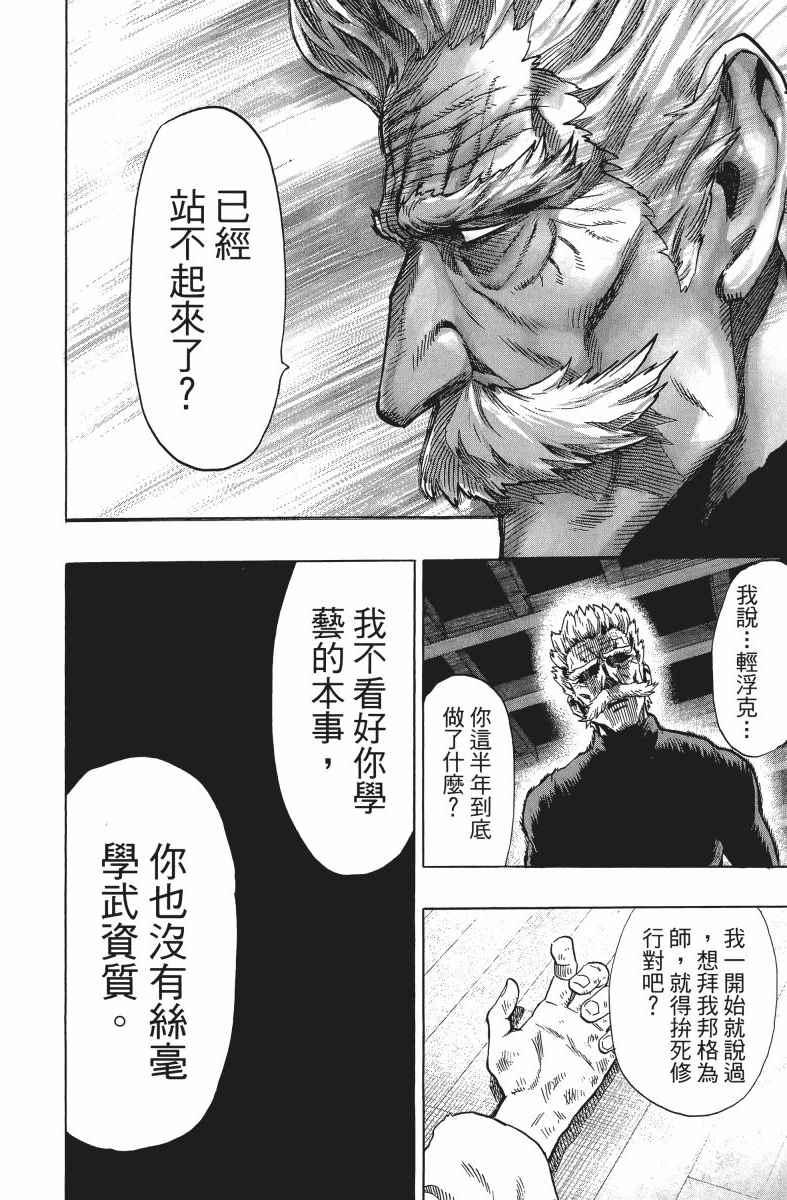 已經
站不起來了？
我說…輕浮克…
你這半年到底
做了什麼？
我一開始就說過
，想拜我邦格為
師，就得拚死修
行對吧？
我不看好你學
藝的本事，
你也沒有絲毫
學武資質。